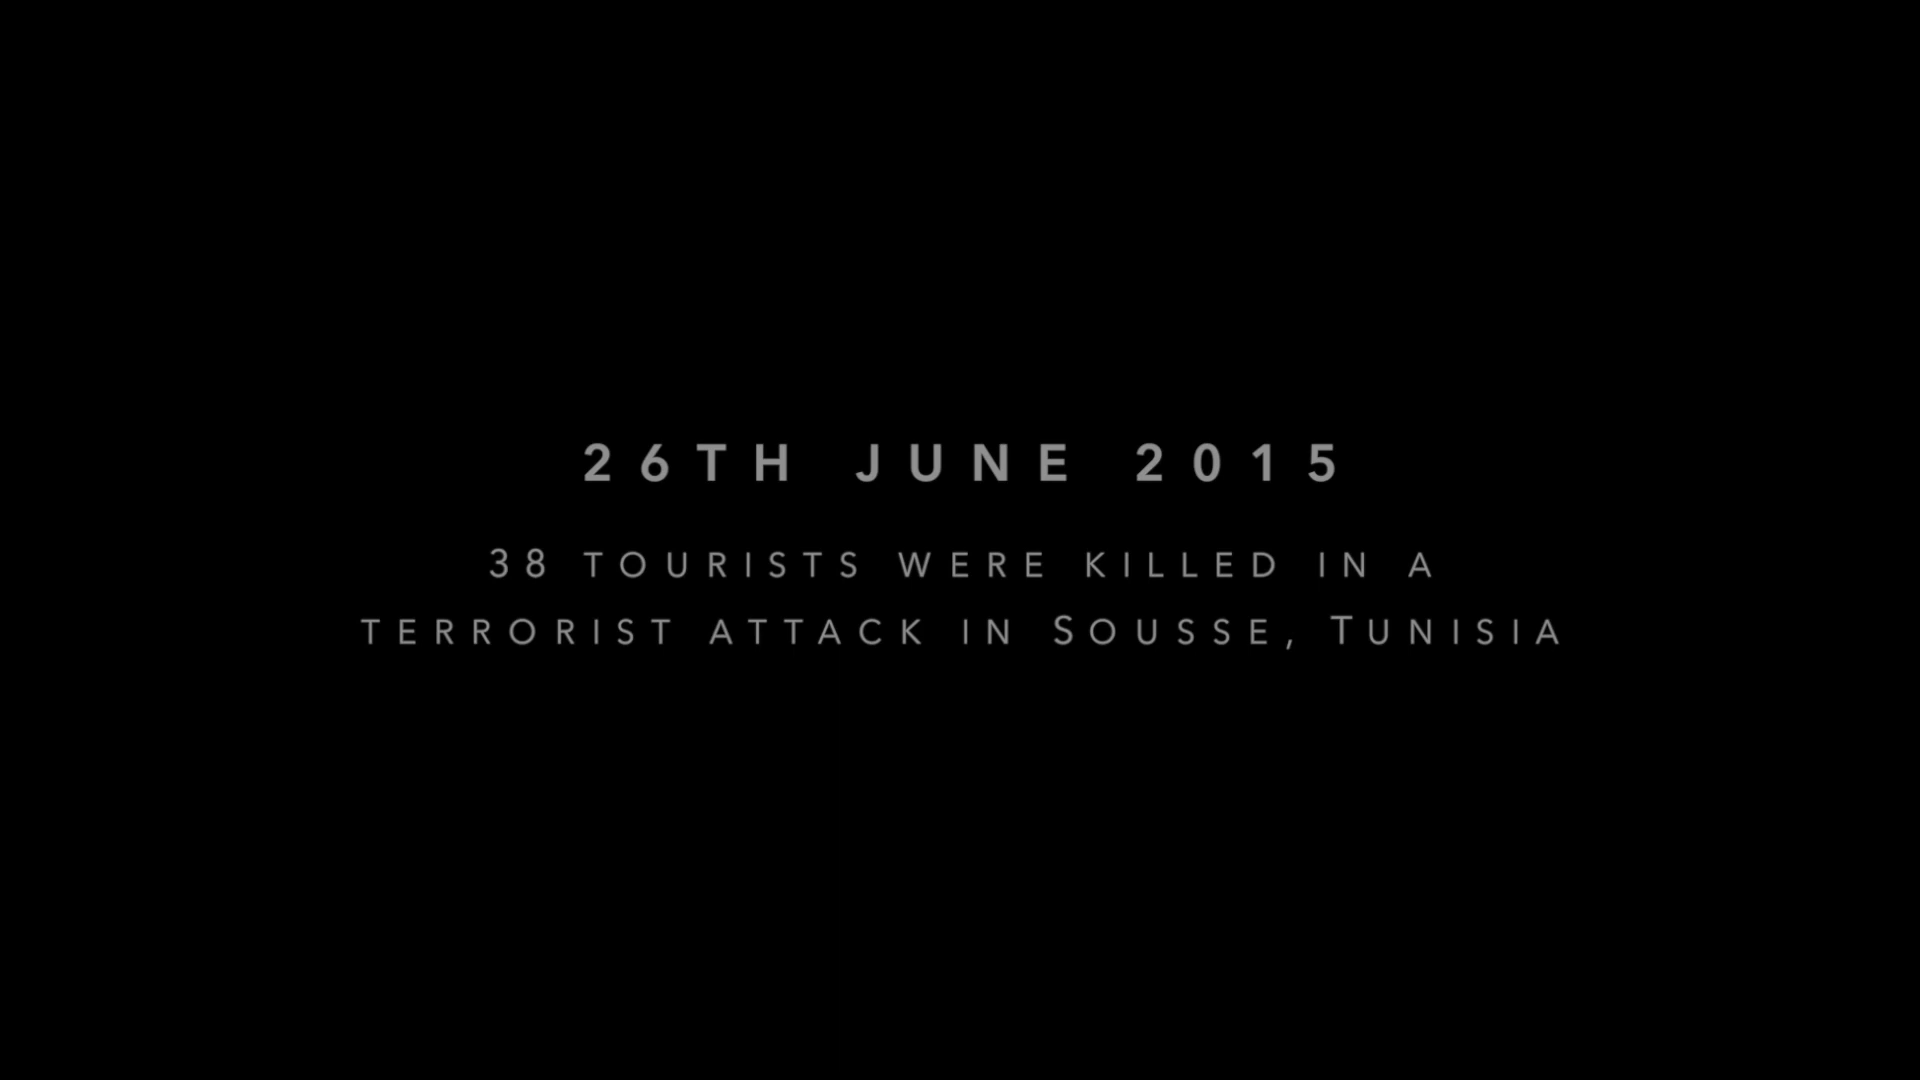 26TH JUNE 2015
38 TOURISTS WERE KILLED IN A
TERRORIST ATTACK IN SOUSSE, TUNISIA